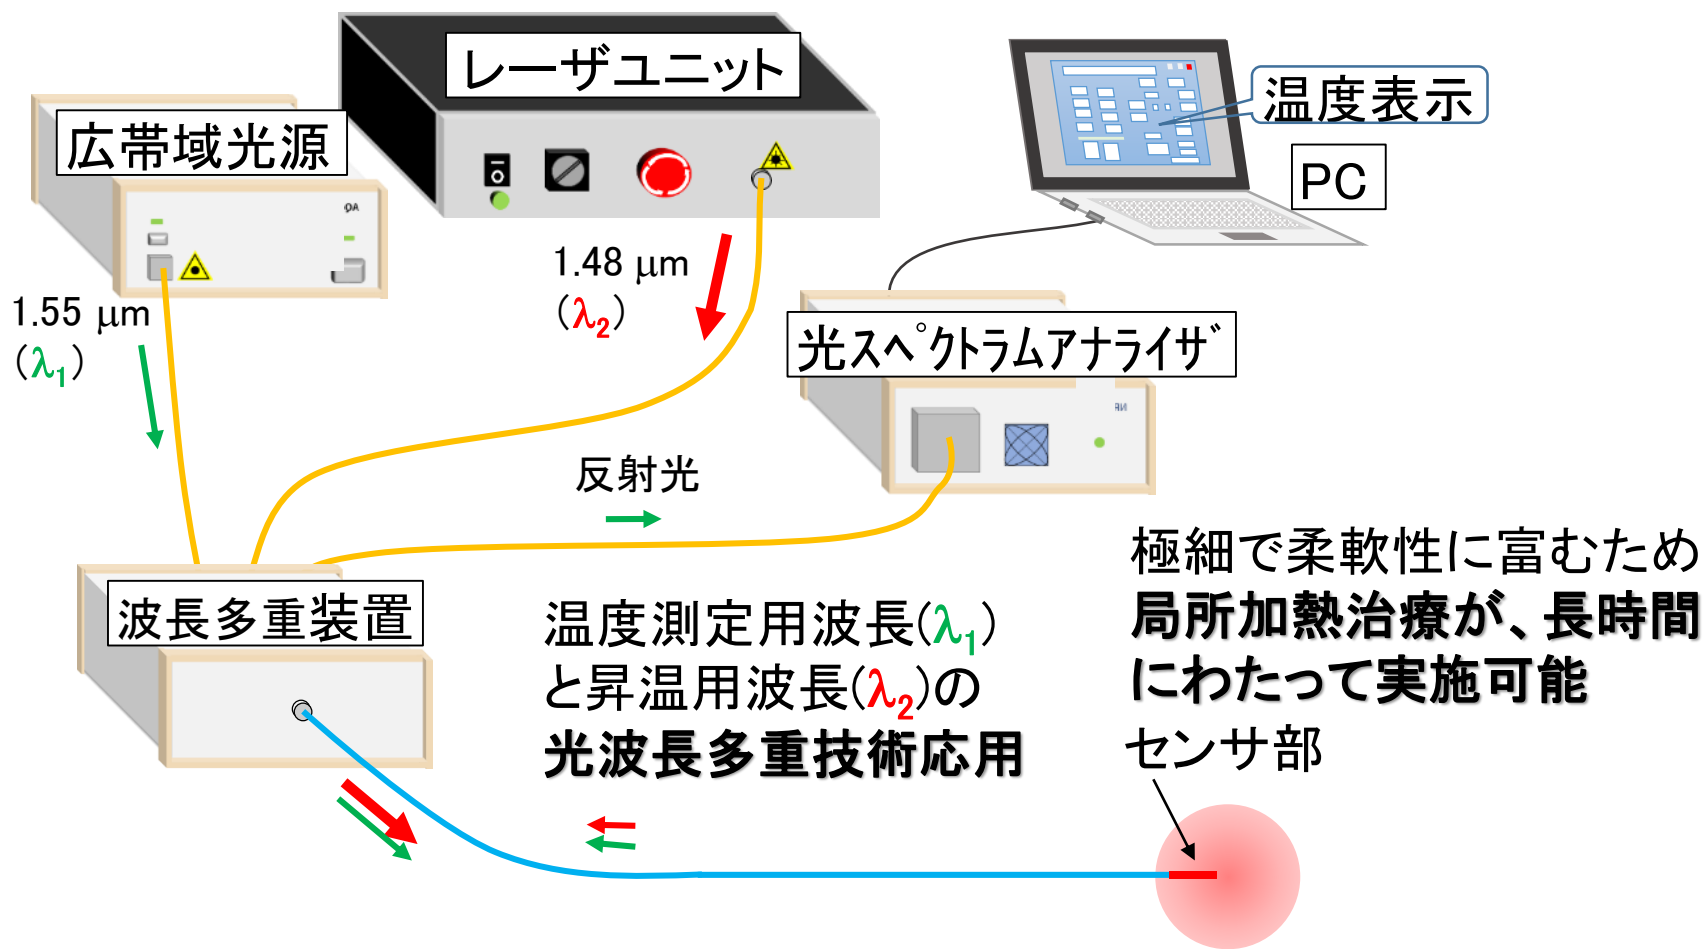 レーザユニット
広帯域光源
温度表示
PC
1.48 μm
(λ2)
1.55 μm
(λ1)
光スペクトラムアナライザ
反射光
波長多重装置
温度測定用波長(λ1)
と昇温用波長(λ2)の
光波長多重技術応用
極細で柔軟性に富むため
局所加熱治療が、長時間
にわたって実施可能
センサ部